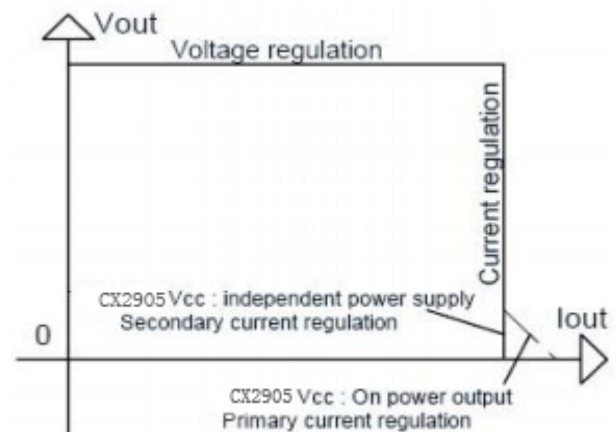 Vout
Voltage regulation
Current regulation
CX2905 Vcc : independent power supply
Secondary current regulation
0
Iout
CX2905 Vcc : On power output
Primary current regulation